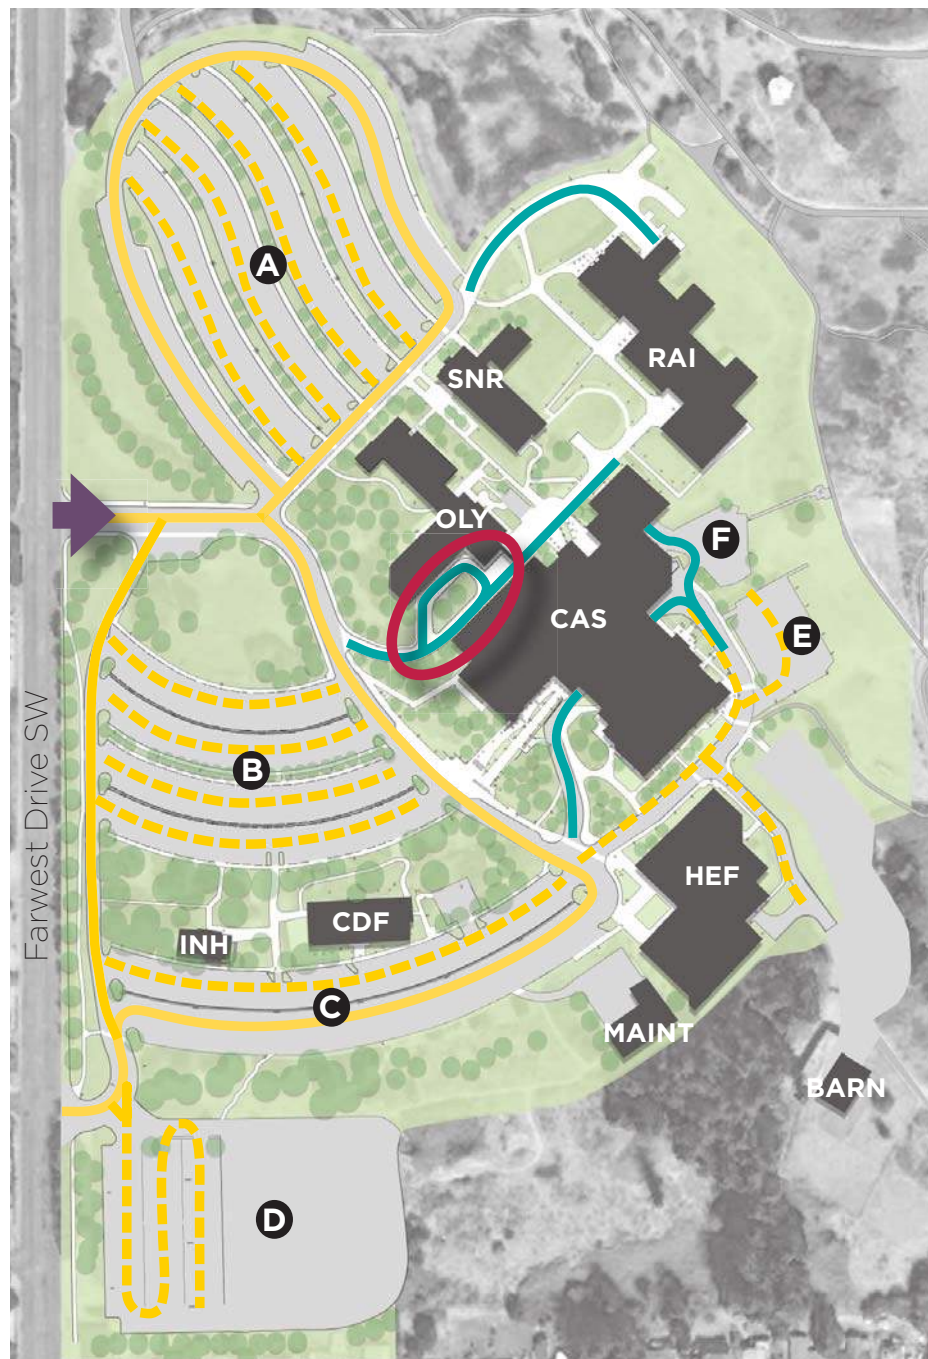 A
RAI
SNR
OLY
F
CAS
E
B
Farwest Drive SW
HEF
CDF
INH
C
MAINT
BARN
D